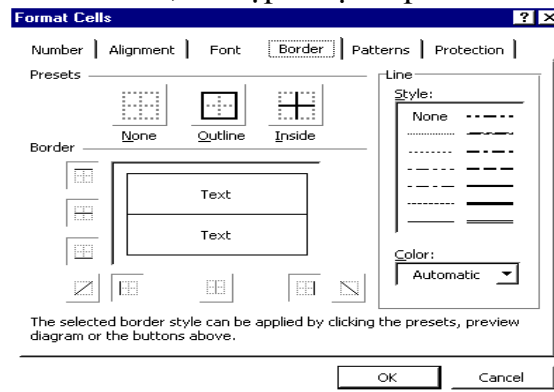 Format Cells
Number Alignment Font Border Patterns Protection
Presets
None Outline Inside
Border
Text
Text
Line
Style:
None
Color:
Automatic
The selected border style can be applied by clicking the presets, preview
diagram or the buttons above.
OK Cancel